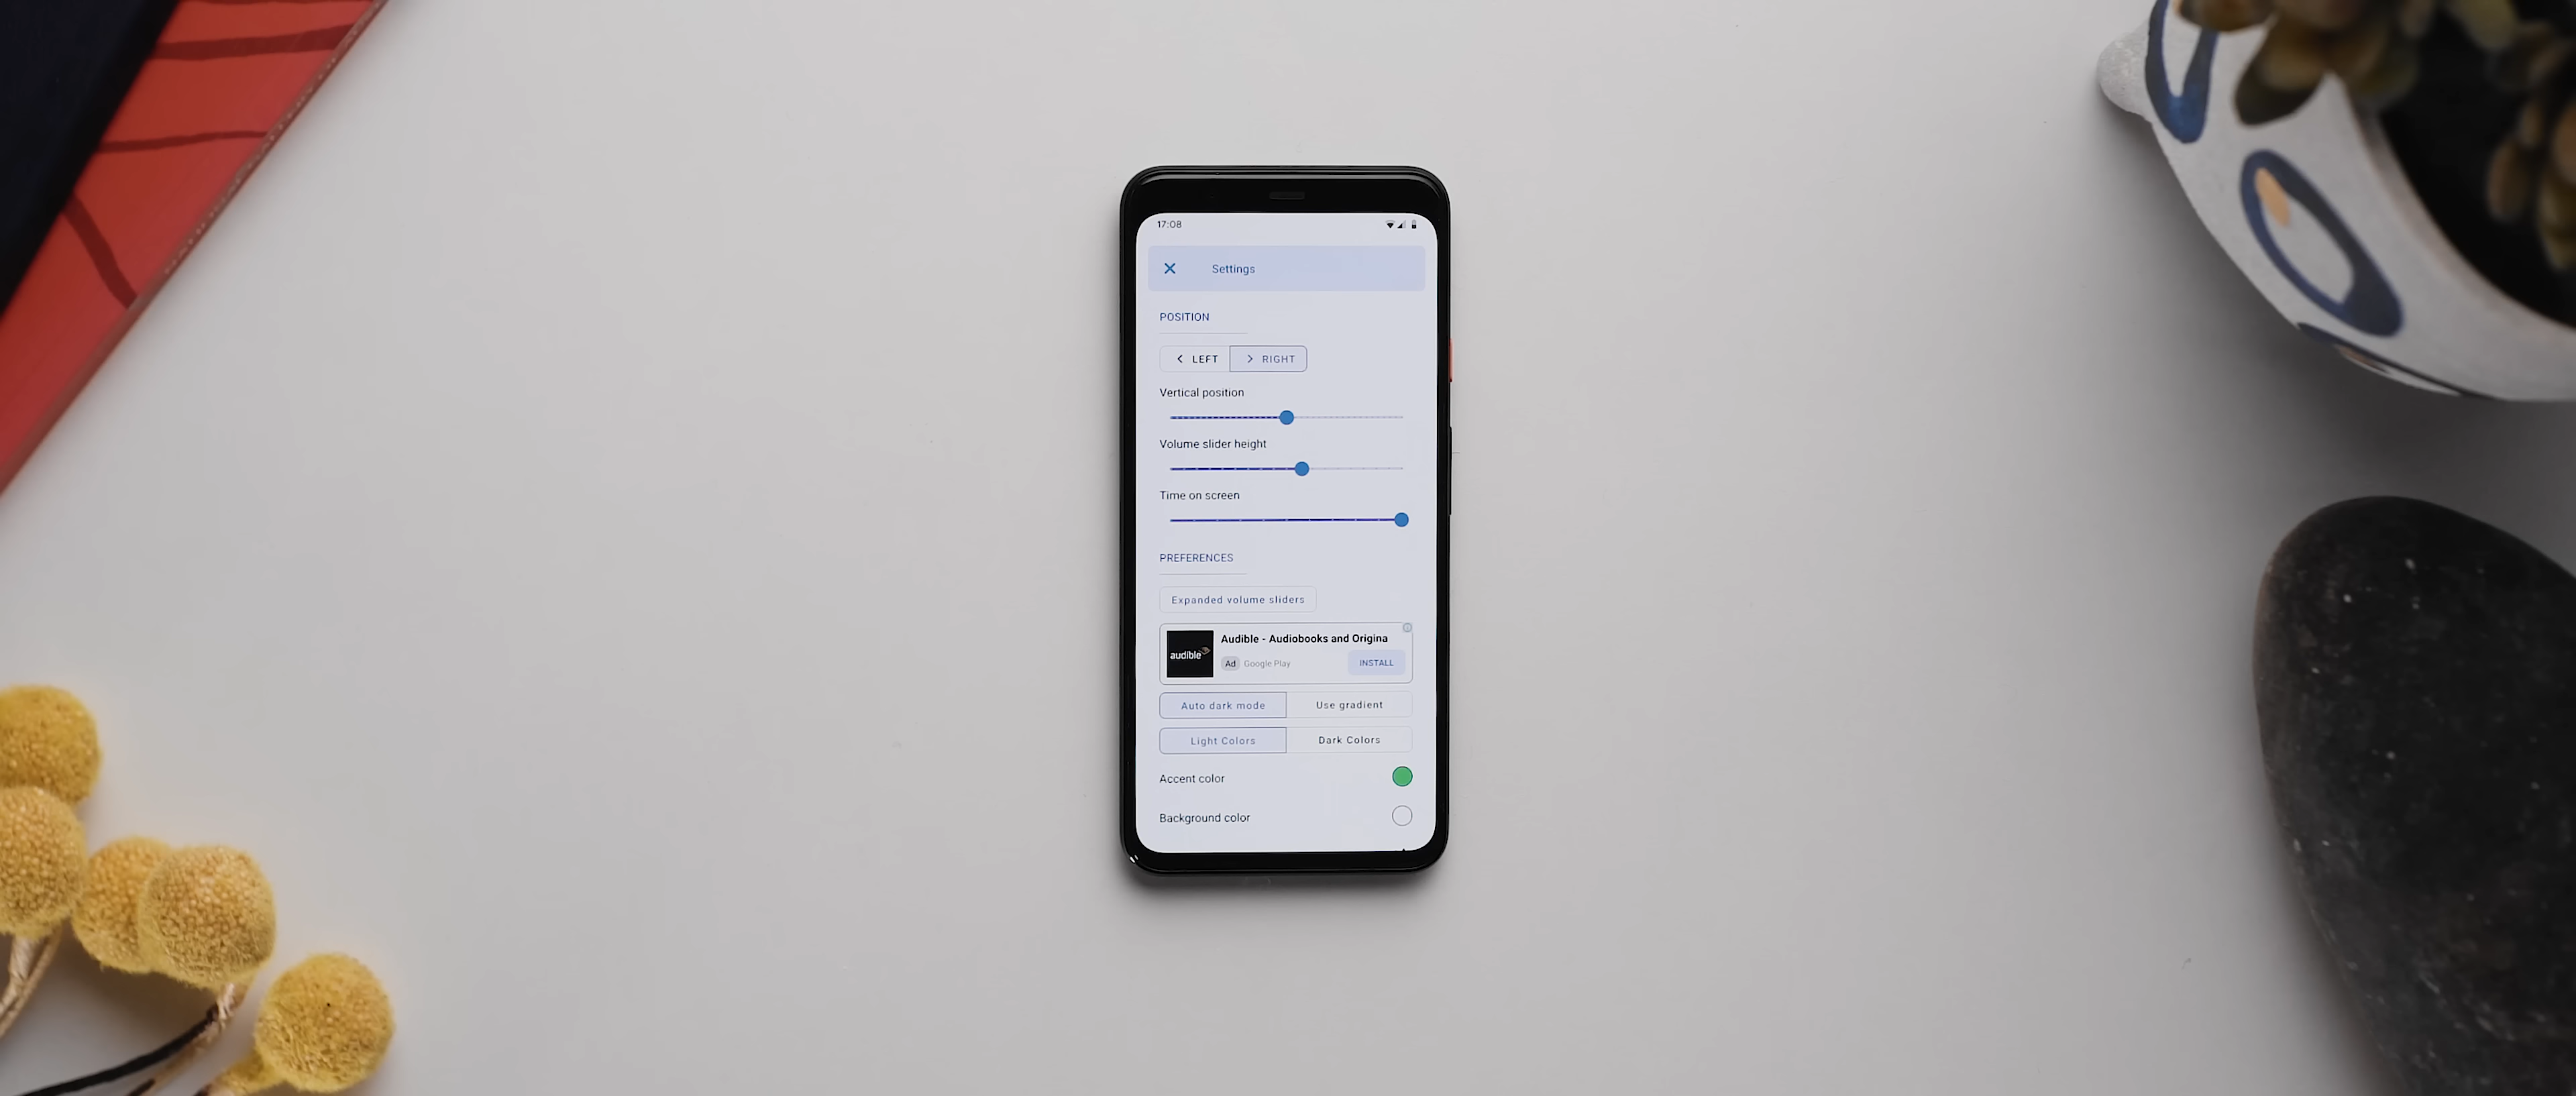 17:08
Settings
POSITION
LEFT RIGHT
Vertical position
Volume slider height
Time on screen
PREFERENCES
Expanded volume sliders
audible
Audible - Audiobooks and Origina
Ad Google Play INSTALL
Auto dark mode Use gradient
Light Colors Dark Colors
Accent color
Background color